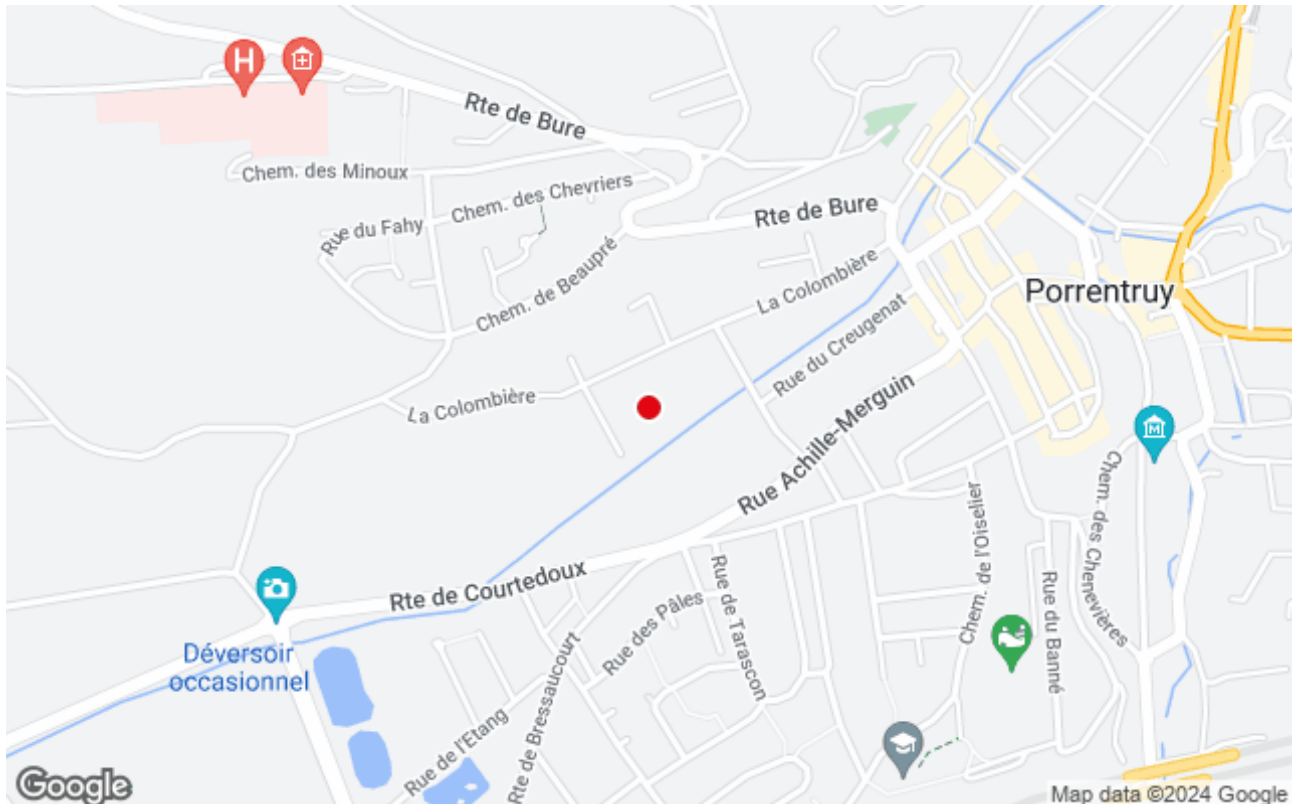 H
Rte de Bure
Chem. des Minoux
Chem. des Chevriers
Rue du Fahy
Rte de Bure
Chem. de Beaupré
La Colombière
Porrentruy
Rue du Creugenat
La Colombière
Rue Achille-Merguin
M
Chem. des Chenevières
Chem. de l'Oiselier
Rte de Courtedoux
Rue de Tarascon
Rue du Banné
Rue des Pâles
Déversoir
occasionnel
Rte de Bressaucourt
Rue de l'Etang
Google
Map data ©2024 Google